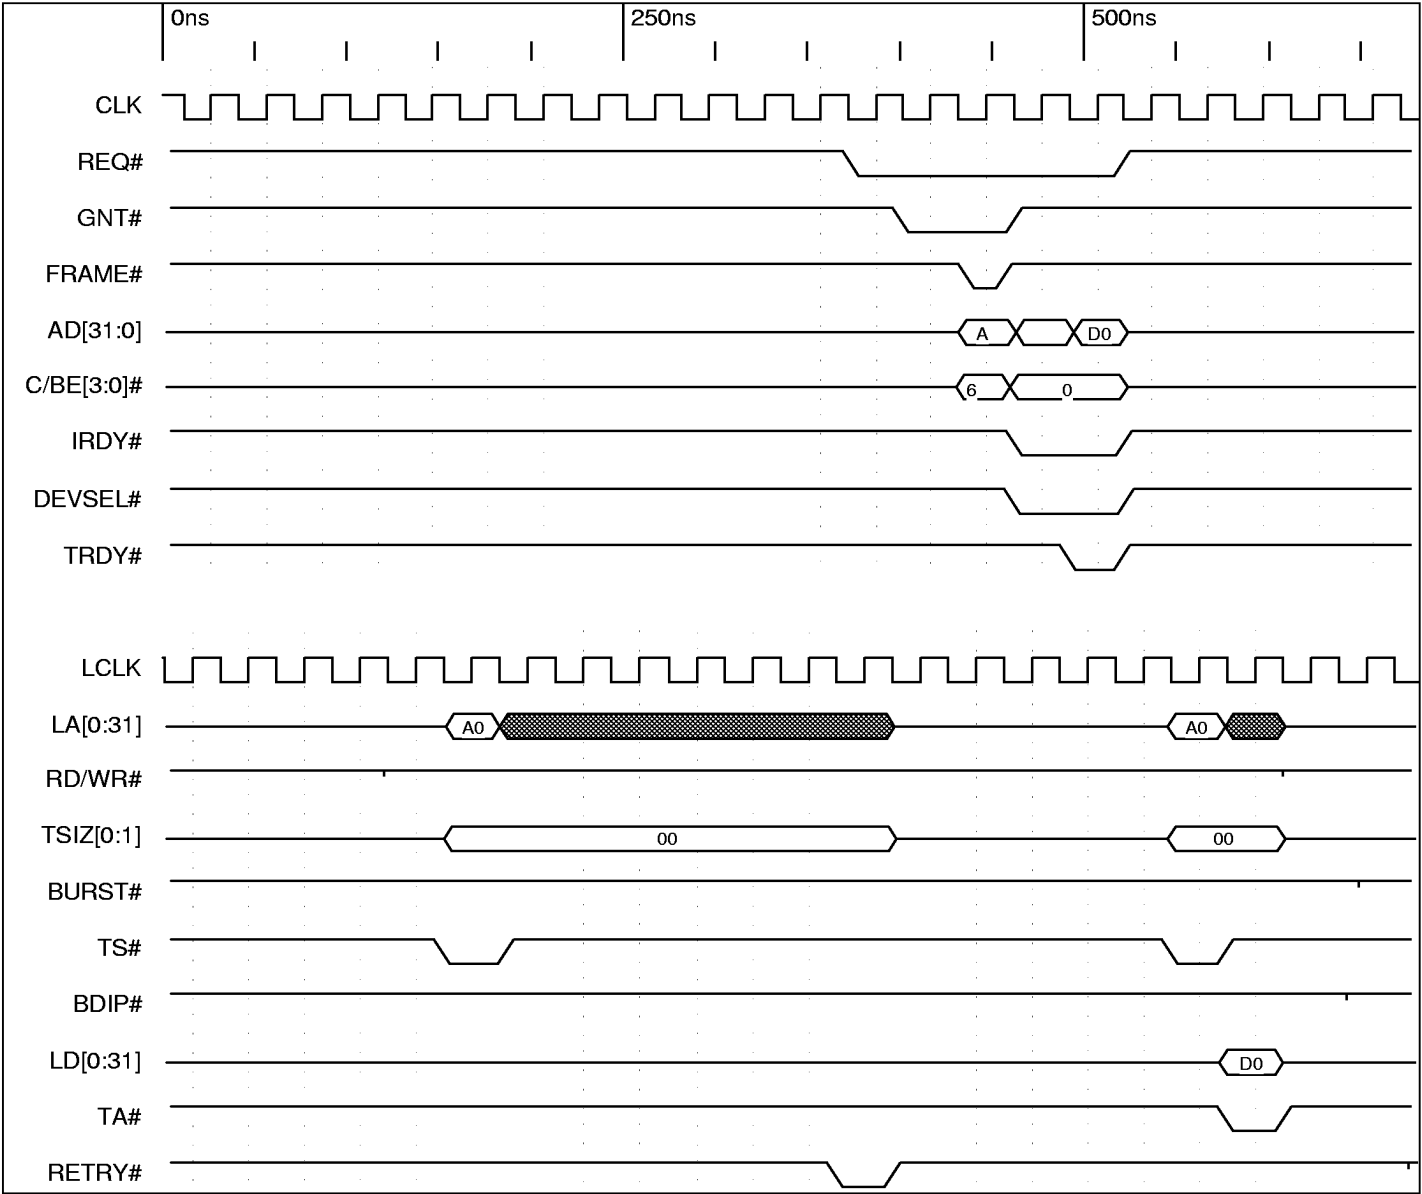 0ns 250ns 500ns
CLK
REQ#
GNT#
FRAME#
AD[31:0] A D0
C/BE[3:0]# 6 0
IRDY#
DEVSEL#
TRDY#
LCLK
LA[0:31] A0 A0
RD/WR#
TSIZ[0:1] 00 00
BURST#
TS#
BDIP#
LD[0:31] D0
TA#
RETRY#